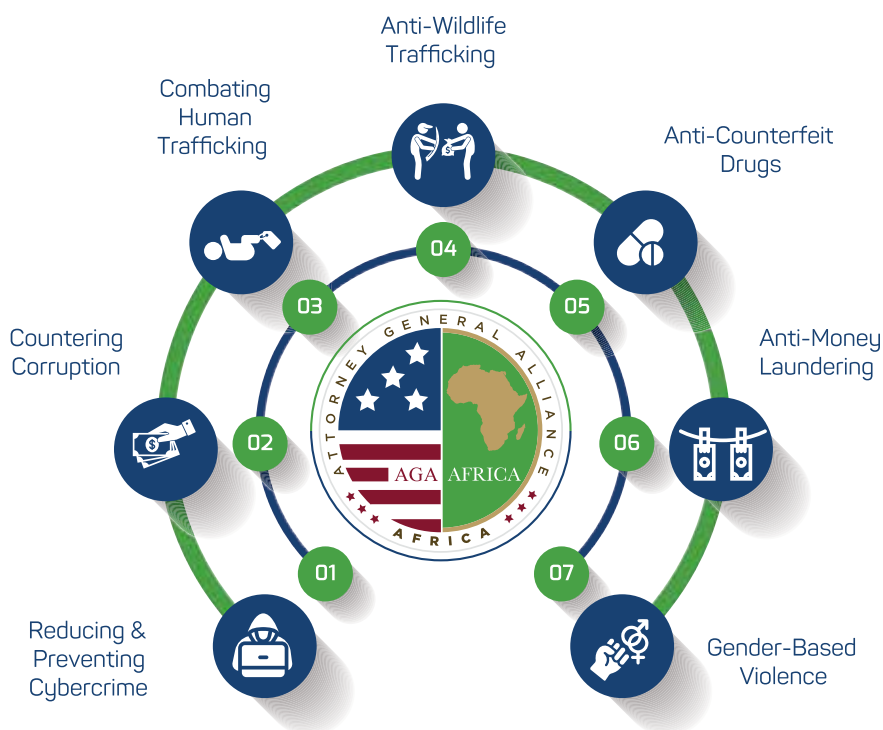 Anti-Wildlife
Trafficking
Combating
Human
Trafficking
Anti-Counterfeit
Drugs
04
03
05
Countering
Corruption
Anti-Money
Laundering
ATTORNEY GENERAL ALLIANCE
02
06
AGA AFRICA
AFRICA
01
07
Reducing &
Preventing
Cybercrime
Gender-Based
Violence